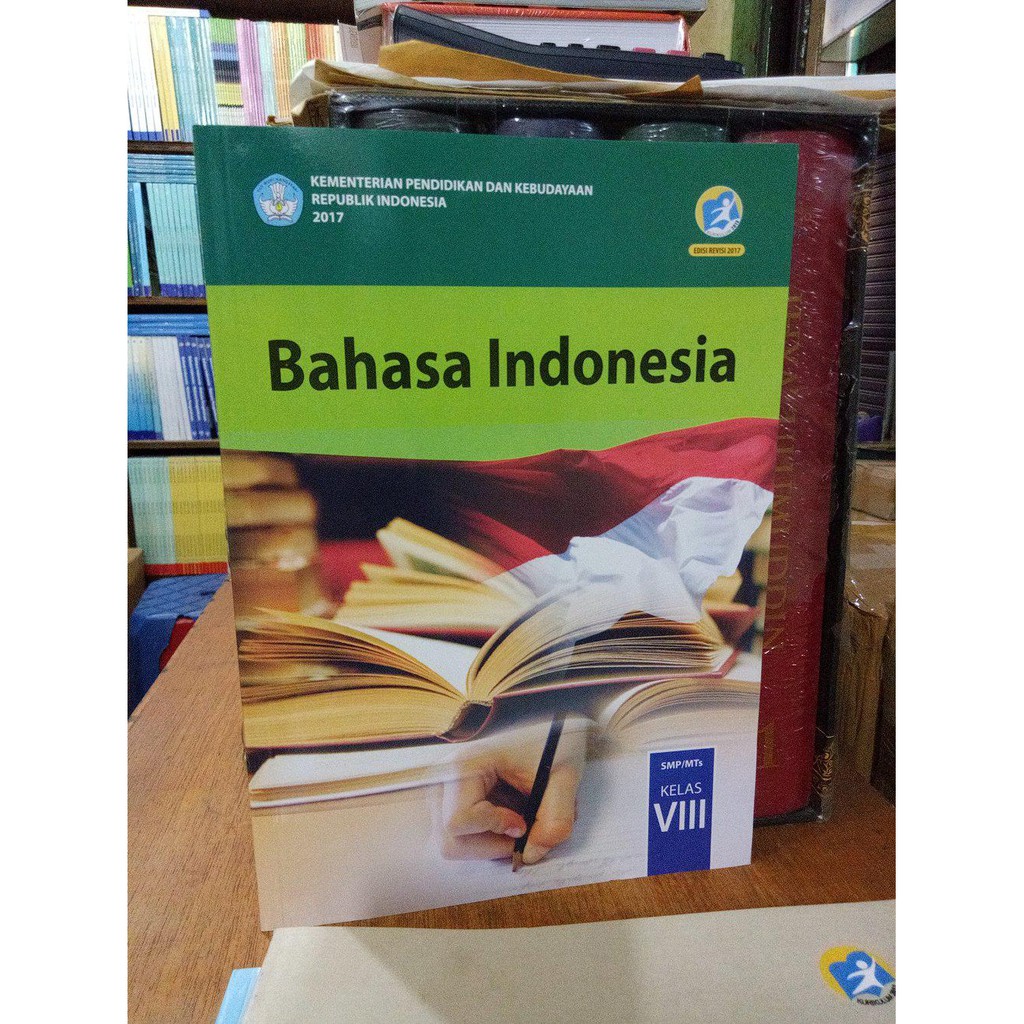 KEMENTERIAN PENDIDIKAN DAN KEBUDAYAAN
REPUBLIK INDONESIA
2017
EDISI REVISI 2017
Bahasa Indonesia
SMP/MTs
KELAS
VIII